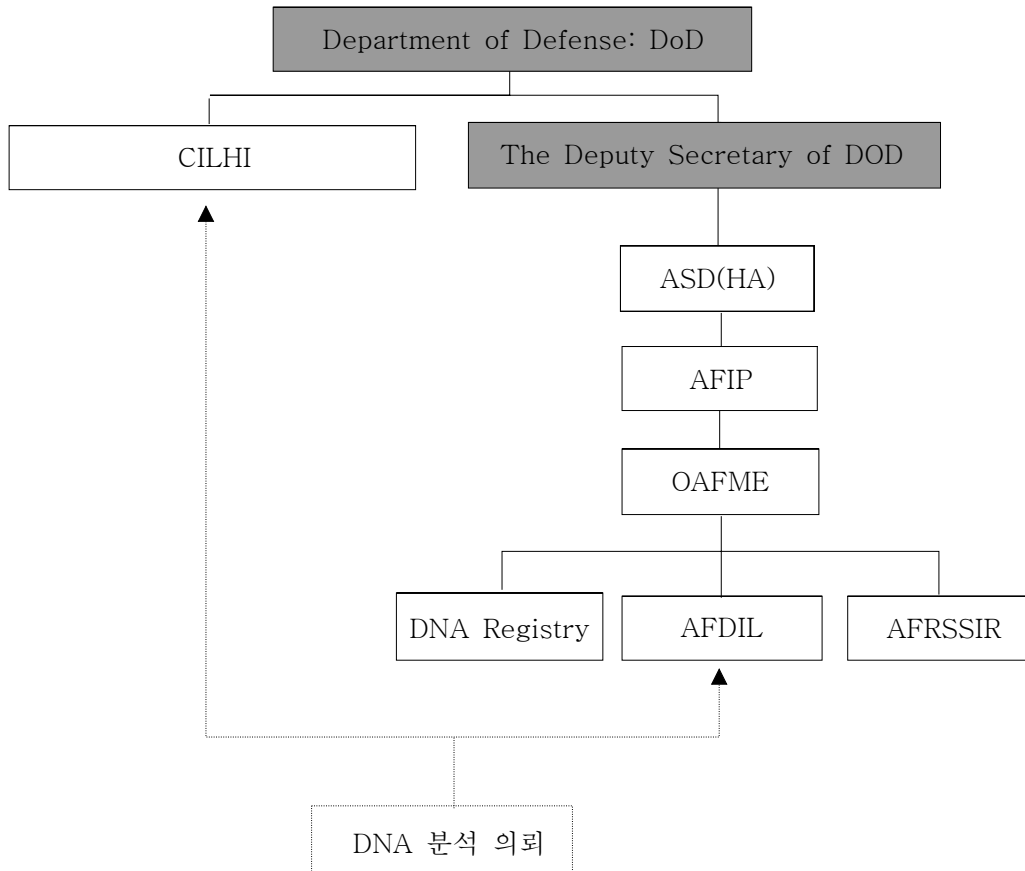 Department of Defense: DoD
CILHI
The Deputy Secretary of DOD
ASD(HA)
AFIP
OAFME
DNA Registry
AFDIL
AFRSSIR
DNA 분석 의뢰